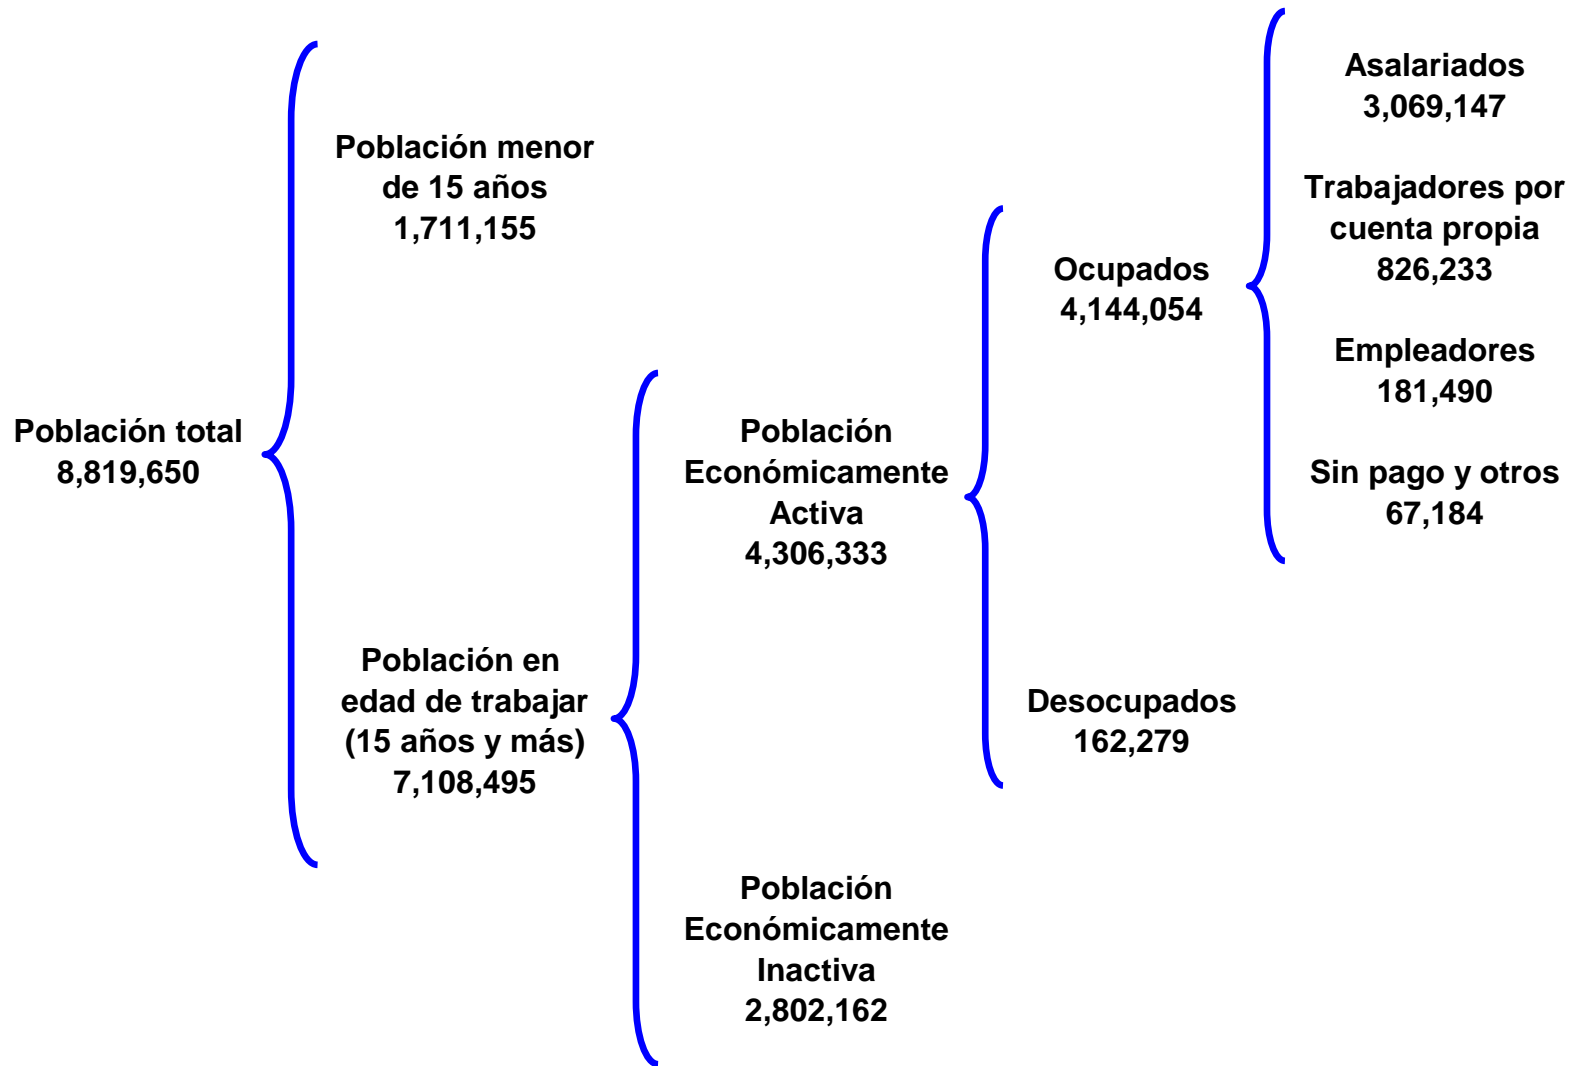 Población total
8,819,650
Población menor
de 15 años
1,711,155
Población en
edad de trabajar
(15 años y más)
7,108,495
Población
Económicamente
Activa
4,306,333
Población
Económicamente
Inactiva
2,802,162
Ocupados
4,144,054
Desocupados
162,279
Asalariados
3,069,147
Trabajadores por
cuenta propia
826,233
Empleadores
181,490
Sin pago y otros
67,184